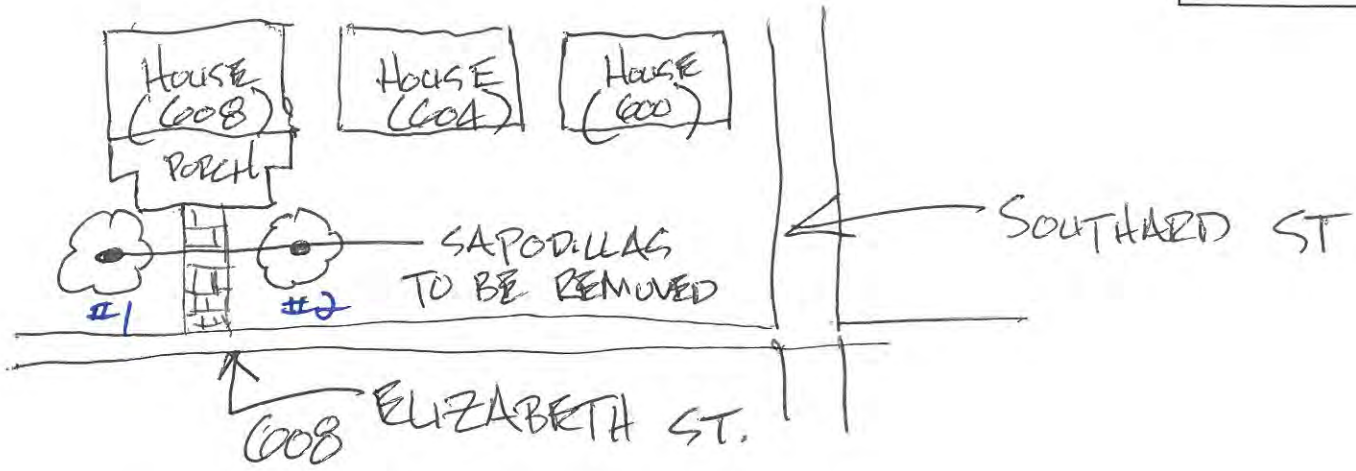 HOUSE
(608)
HOUSE
(604)
HOUSE
(600)
PORCH
SAPODILLAS
TO BE REMOVED
SOUTHARD ST
#1
#2
608 ELIZABETH ST.